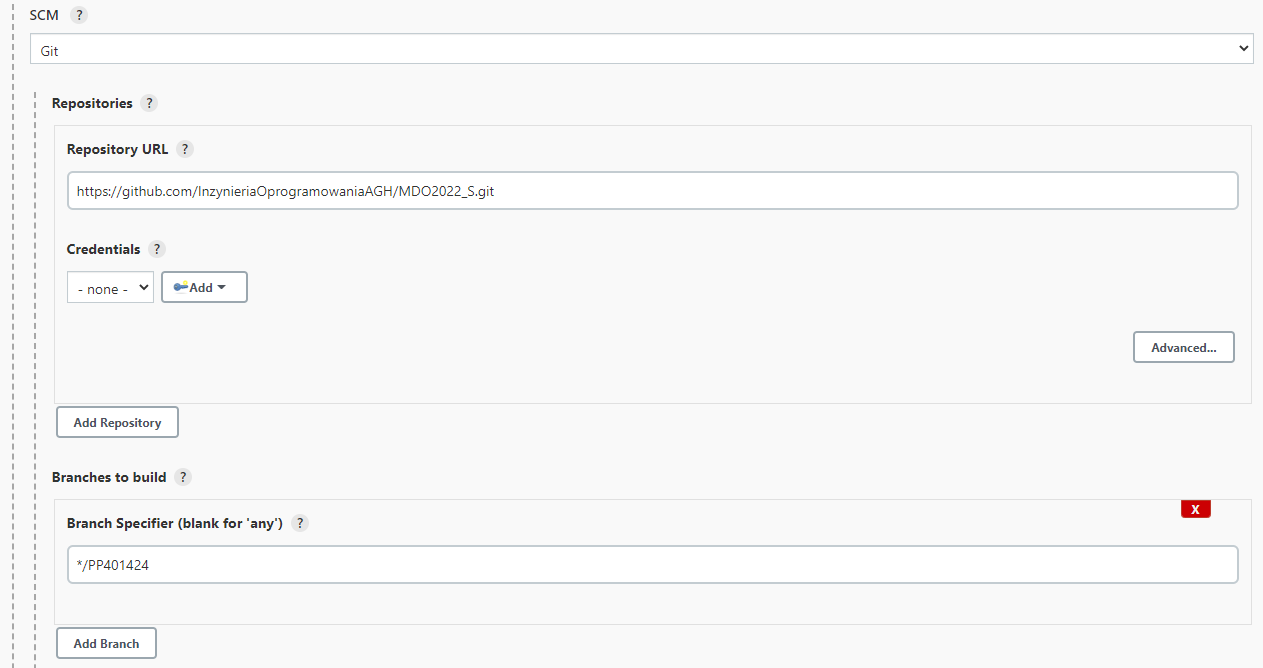 SCM ?
Git
Repositories ?
Repository URL ?
https://github.com/InzynieriaOprogramowaniaAGH/MDO2022_S.git
Credentials ?
- none - Add
Advanced...
Add Repository
Branches to build ?
X
Branch Specifier (blank for 'any') ?
*/PP401424
Add Branch